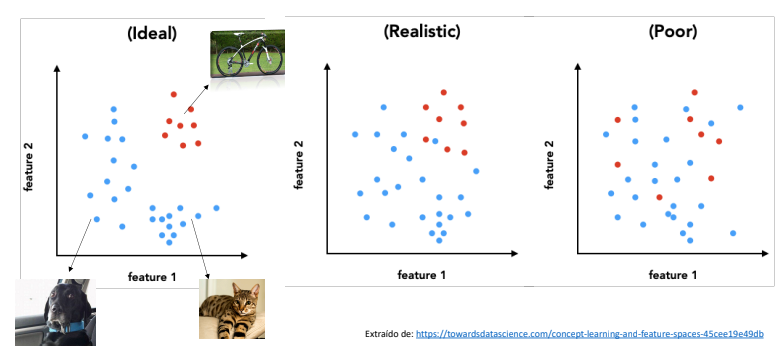 (Ideal)
feature 2
feature 1
(Realistic)
feature 2
feature 1
(Poor)
feature 2
feature 1
Extraído de: https://towardsdatascience.com/concept-learning-and-feature-spaces-45cee19e49db